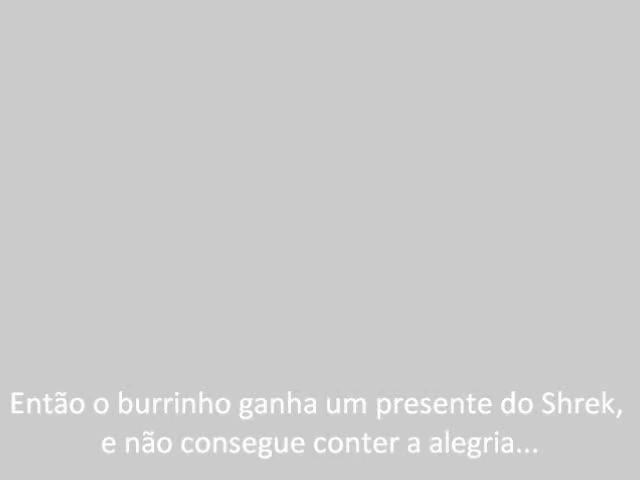 Então o burrinho ganha um presente do Shrek,
e não consegue conter a alegria...